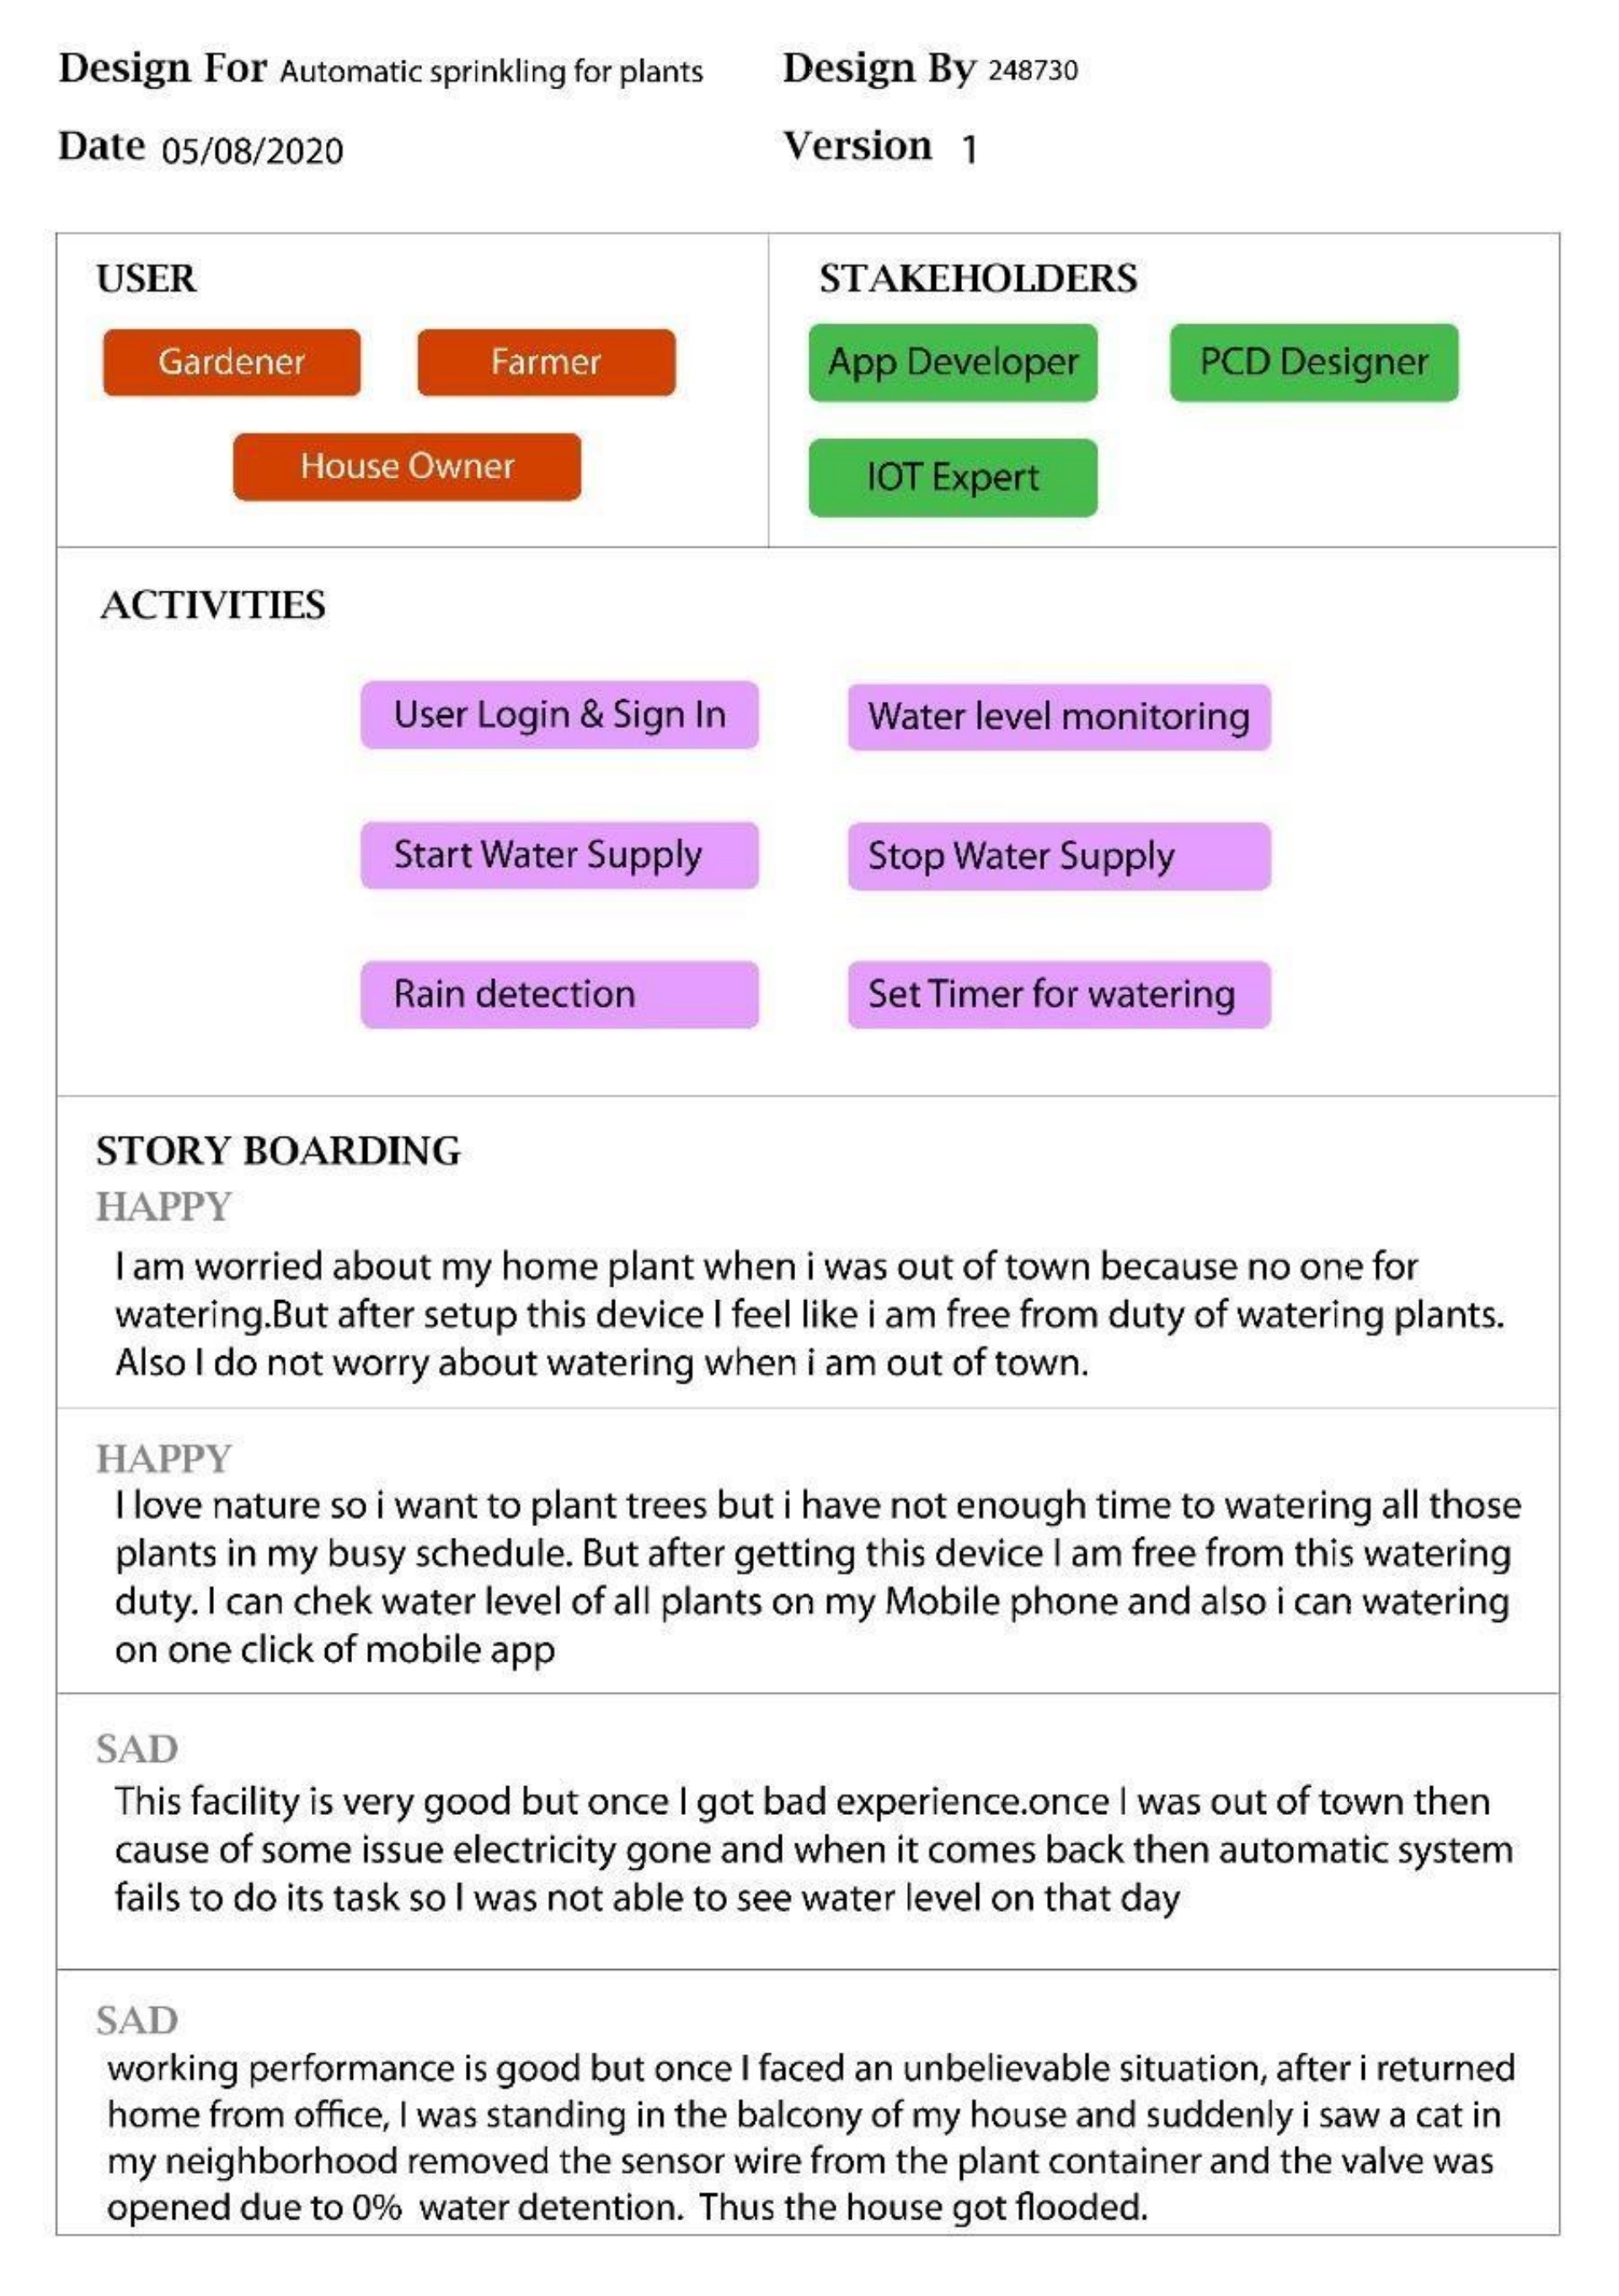 Design For Automatic sprinkling for plants
Design By 248730
Date 05/08/2020
Version 1
USER
Gardener
Farmer
House Owner
STAKEHOLDERS
App Developer
PCD Designer
IOT Expert
ACTIVITIES
User Login & Sign In
Water level monitoring
Start Water Supply
Stop Water Supply
Rain detection
Set Timer for watering
STORY BOARDING
HAPPY
I am worried about my home plant when i was out of town because no one for
watering.But after setup this device I feel like i am free from duty of watering plants.
Also I do not worry about watering when i am out of town.
HAPPY
I love nature so i want to plant trees but i have not enough time to watering all those
plants in my busy schedule. But after getting this device I am free from this watering
duty. I can chek water level of all plants on my Mobile phone and also i can watering
on one click of mobile app
SAD
This facility is very good but once I got bad experience.once I was out of town then
cause of some issue electricity gone and when it comes back then automatic system
fails to do its task so I was not able to see water level on that day
SAD
working performance is good but once I faced an unbelievable situation, after i returned
home from office, I was standing in the balcony of my house and suddenly i saw a cat in
my neighborhood removed the sensor wire from the plant container and the valve was
opened due to 0% water detention. Thus the house got flooded.